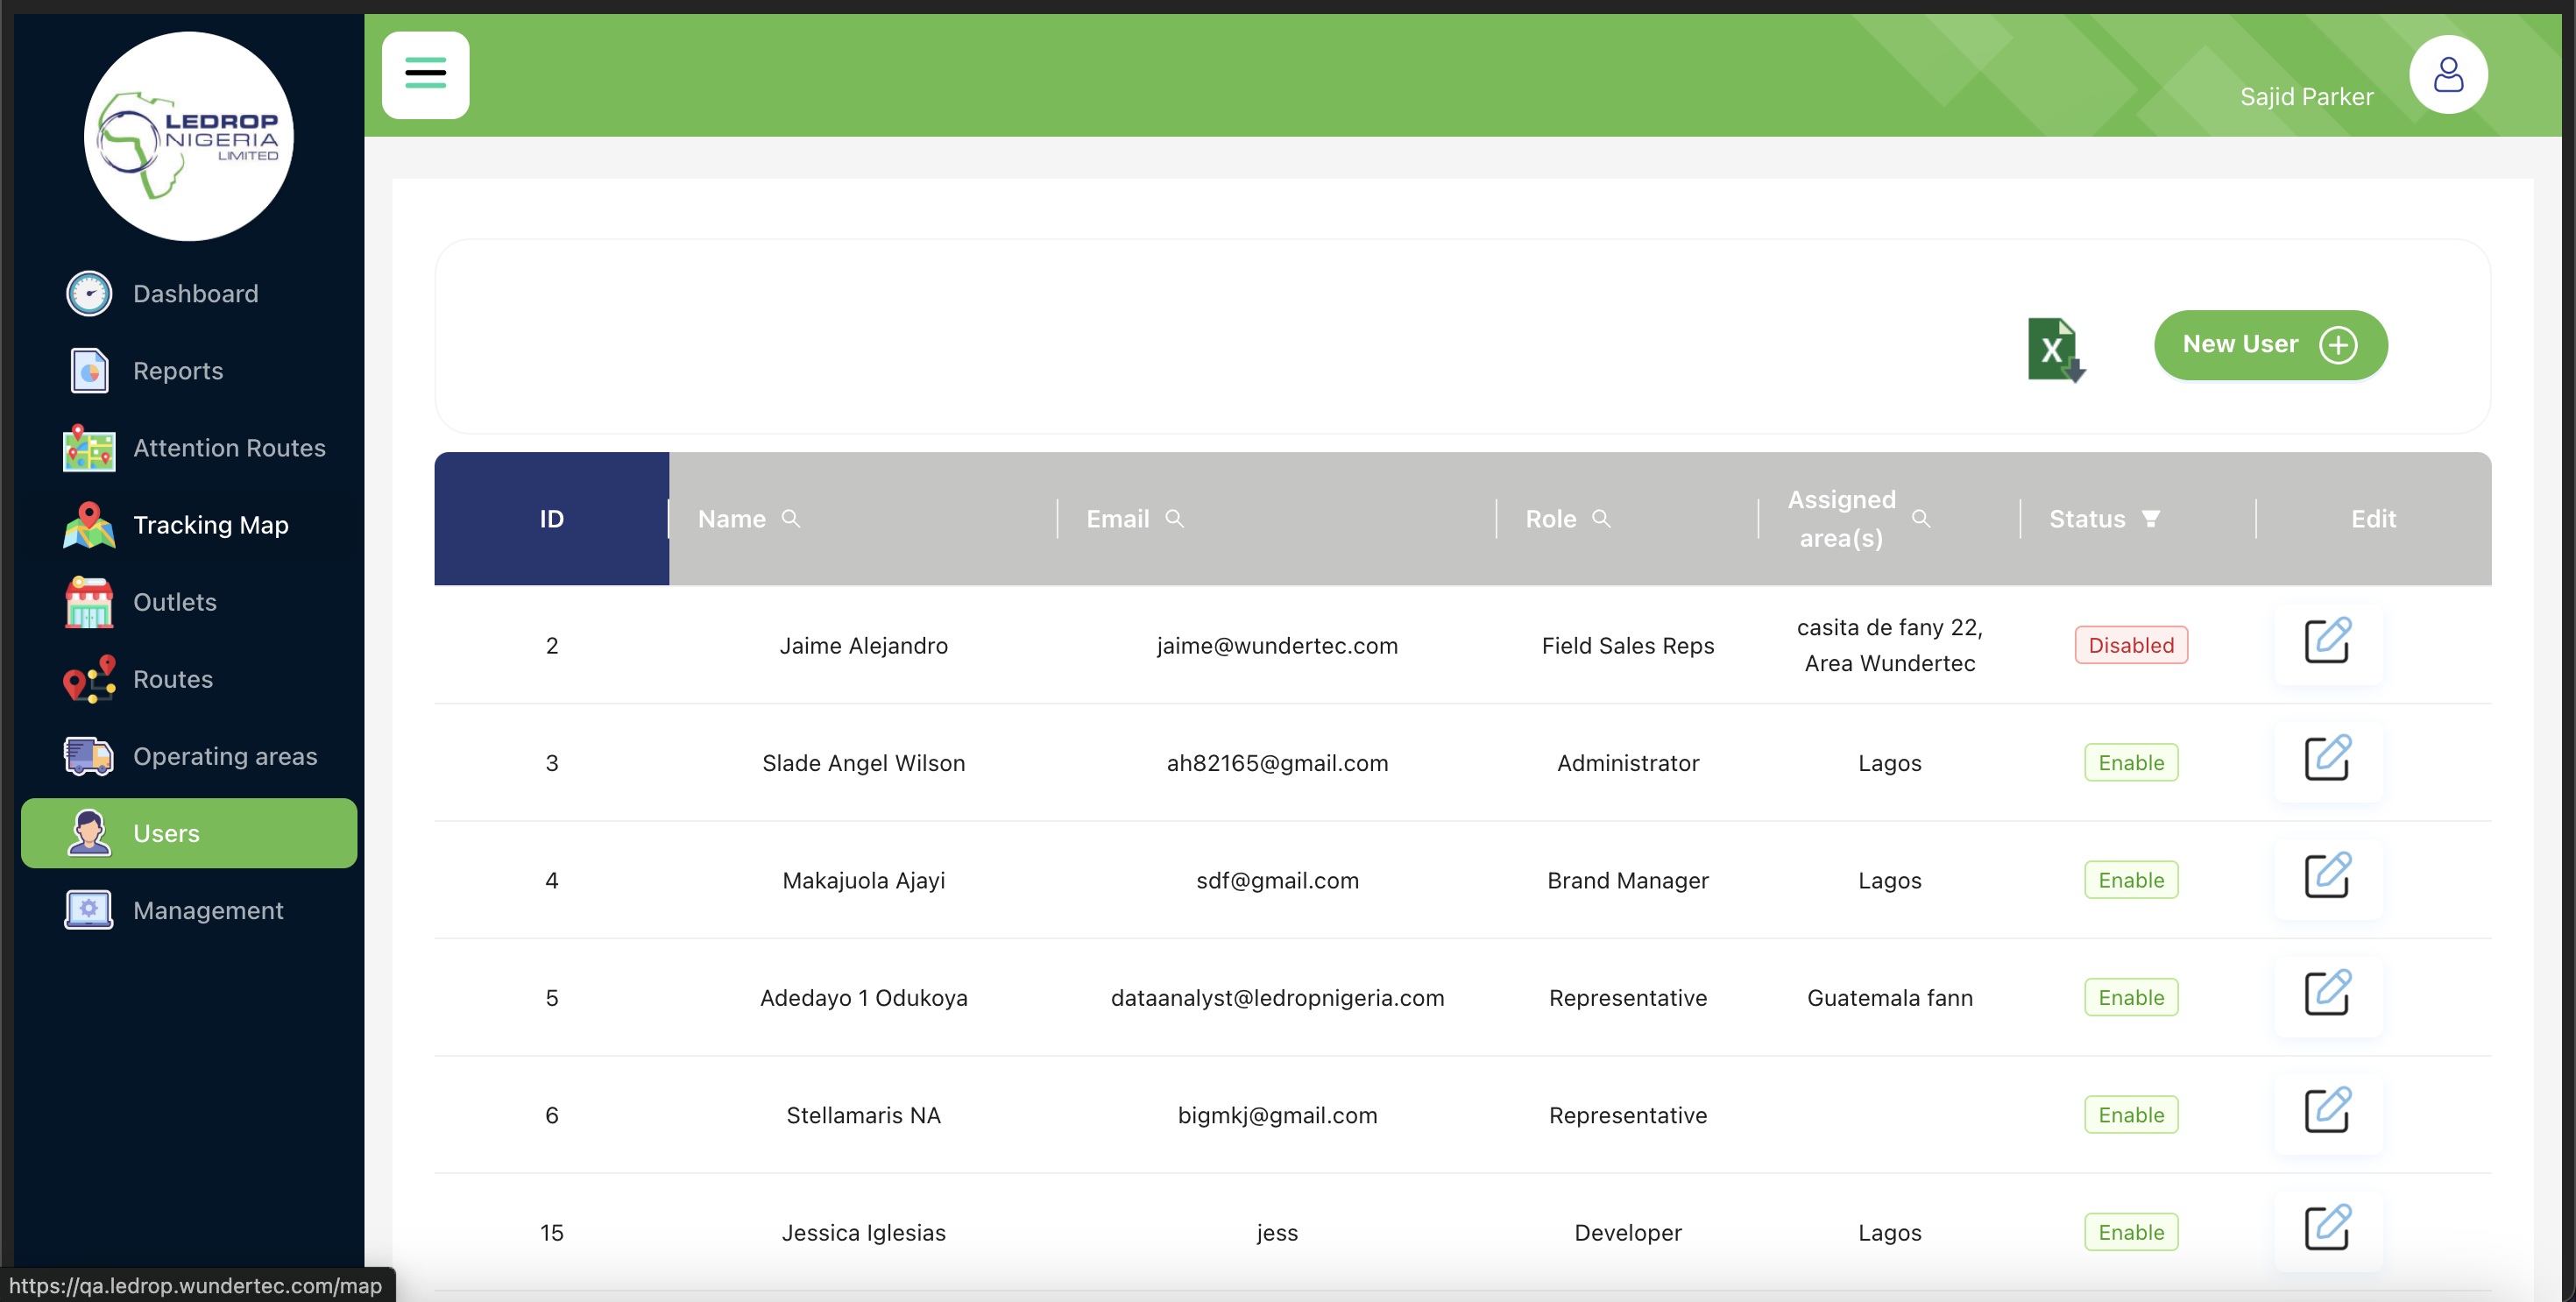 LEDROP
NIGERIA
LIMITED
Sajid Parker
Dashboard
Reports
Attention Routes
Tracking Map
Outlets
Routes
Operating areas
Users
Management
X
New User
ID Name Email Role Assigned area(s) Status Edit
2 Jaime Alejandro jaime@wundertec.com Field Sales Reps casita de fany 22, Area Wundertec Disabled
3 Slade Angel Wilson ah82165@gmail.com Administrator Lagos Enable
4 Makajuola Ajayi sdf@gmail.com Brand Manager Lagos Enable
5 Adedayo 1 Odukoya dataanalyst@ledropnigeria.com Representative Guatemala fann Enable
6 Stellamaris NA bigmkj@gmail.com Representative Enable
15 Jessica Iglesias jess Developer Lagos Enable
https://qa.ledrop.wundertec.com/map